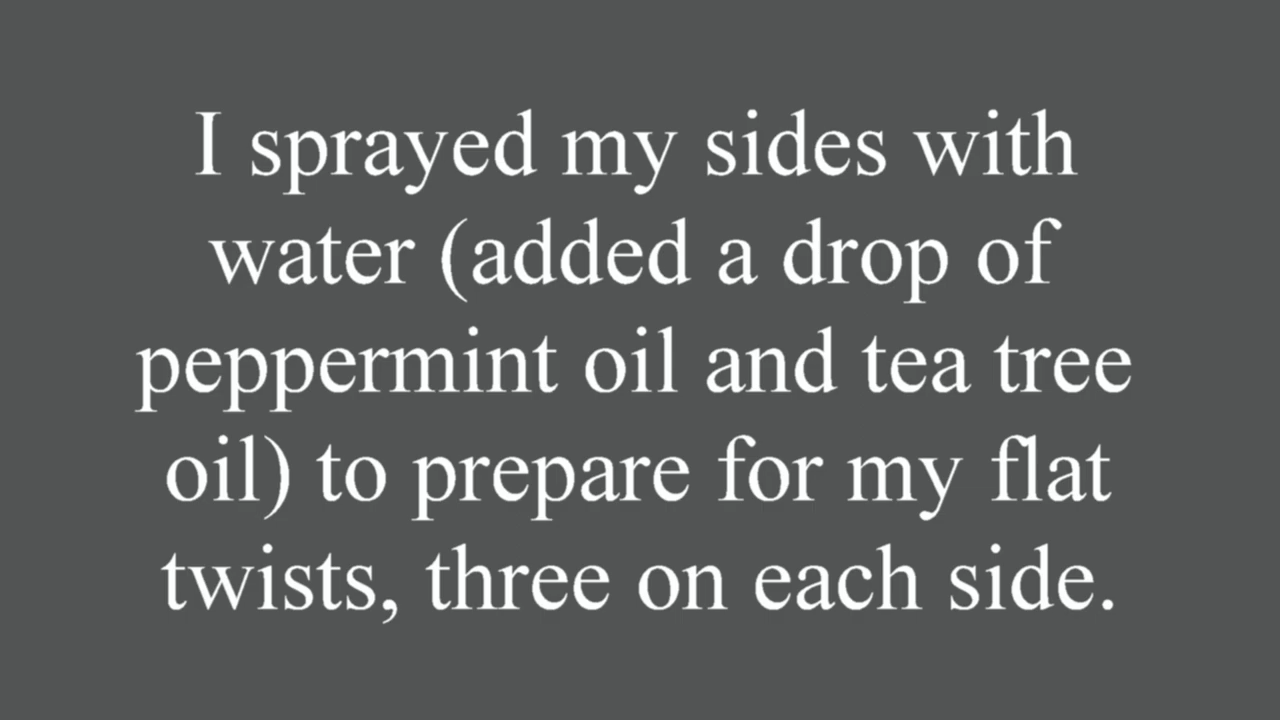 I sprayed my sides with
water (added a drop of
peppermint oil and tea tree
oil) to prepare for my flat
twists, three on each side.